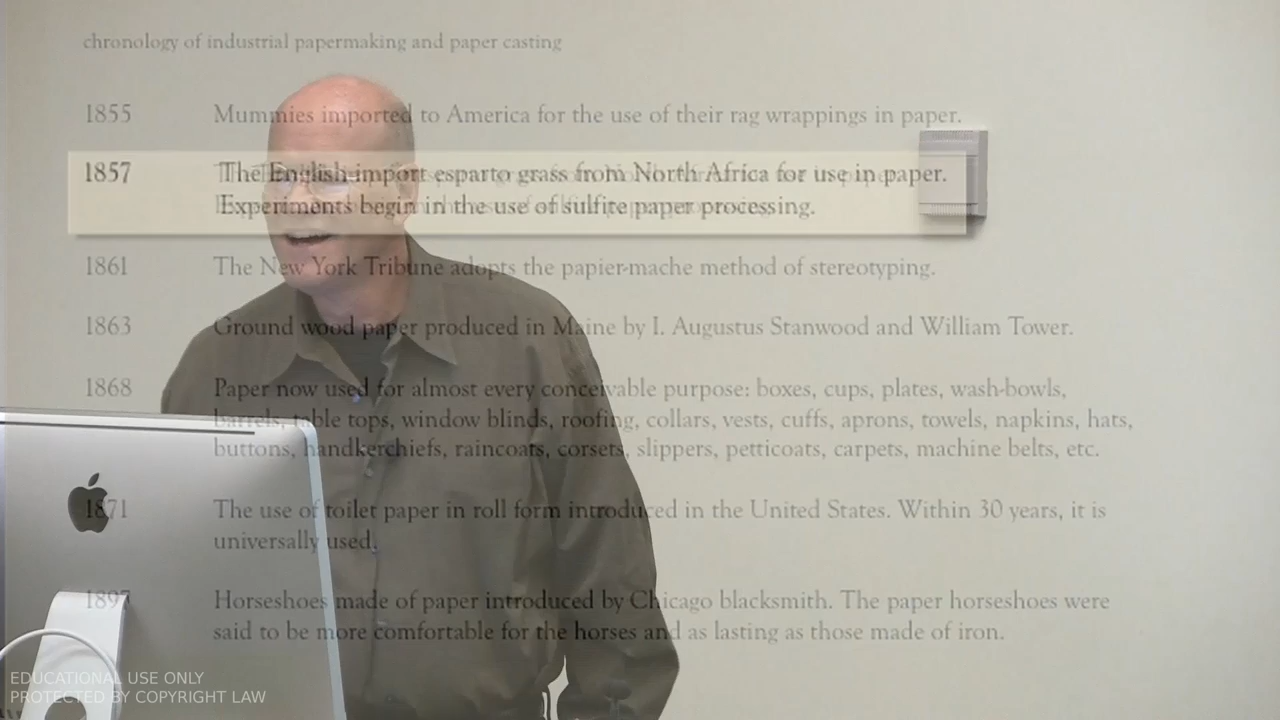 chronology of industrial papermaking and paper casting
1855 Mummies imported to America for the use of their rag wrappings in paper.
1857 The English import esparto grass from North Africa for use in paper.
Experiments begin in the use of sulfite paper processing.
1861 The New York Tribune adopts the papier-mache method of stereotyping.
1863 Ground wood paper produced in Maine by I. Augustus Stanwood and William Tower.
1868 Paper now used for almost every conceivable purpose: boxes, cups, plates, wash-bowls,
barrels, table tops, window blinds, roofing, collars, vests, cuffs, aprons, towels, napkins, hats,
buttons, handkerchiefs, raincoats, corsets, slippers, petticoats, carpets, machine belts, etc.
1871 The use of toilet paper in roll form introduced in the United States. Within 30 years, it is
universally used.
1897 Horseshoes made of paper introduced by Chicago blacksmith. The paper horseshoes were
said to be more comfortable for the horses and as lasting as those made of iron.
EDUCATIONAL USE ONLY
PROTECTED BY COPYRIGHT LAW